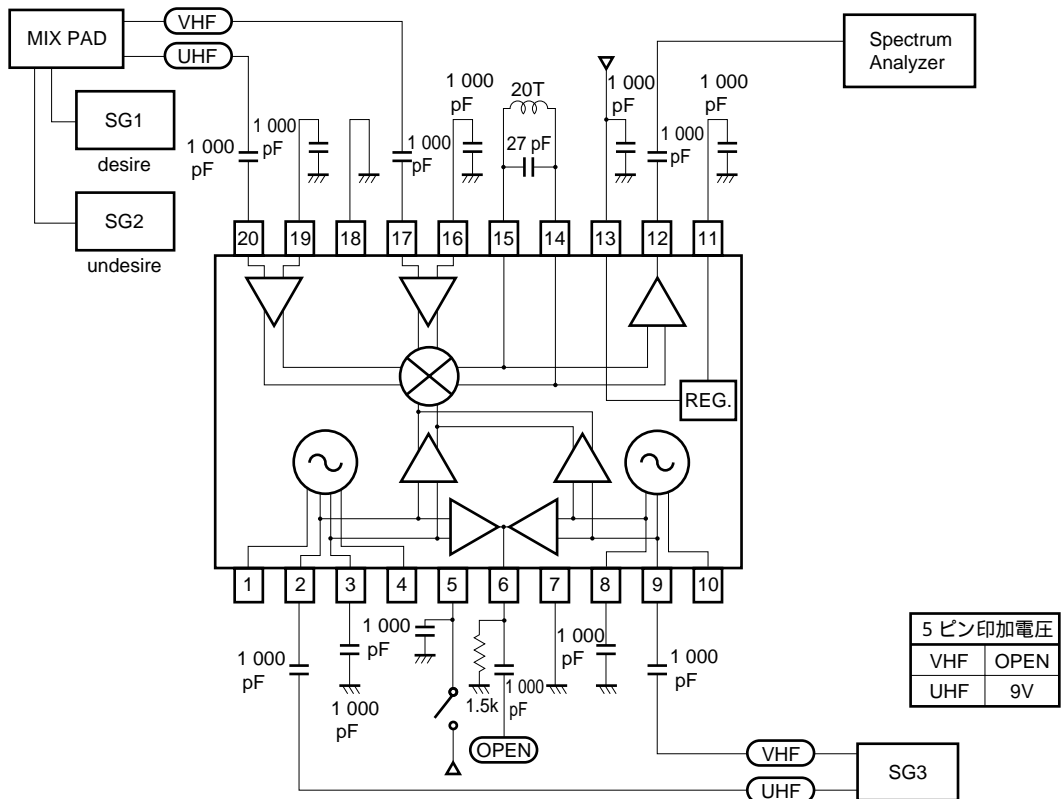 MIX PAD
VHF
UHF
SG1
desire
SG2
undesire
Spectrum
Analyzer
1 000
pF
1 000
pF
1 000
pF
1 000
pF
20T
27 pF
1 000
pF
1 000
pF
1 000
pF
20
19
18
17
16
15
14
13
12
11
REG.
1
2
3
4
5
6
7
8
9
10
1 000
pF
1 000
pF
1 000
pF
1.5k
1 000
pF
OPEN
1 000
pF
1 000
pF
5 ピン印加電圧
VHF OPEN
UHF 9V
VHF
UHF
SG3